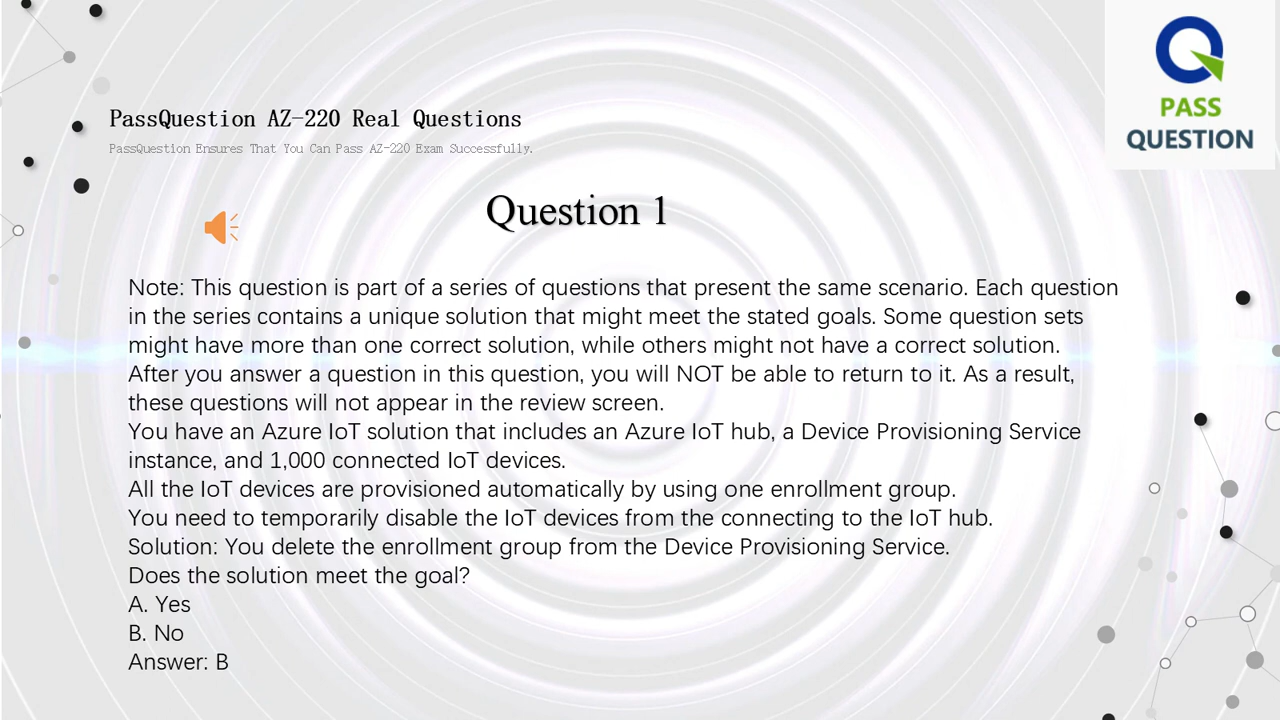 PASS
QUESTION
PassQuestion AZ-220 Real Questions
PassQuestion Ensures That You Can Pass AZ-220 Exam Successfully.
Question 1
Note: This question is part of a series of questions that present the same scenario. Each question
in the series contains a unique solution that might meet the stated goals. Some question sets
might have more than one correct solution, while others might not have a correct solution.
After you answer a question in this question, you will NOT be able to return to it. As a result,
these questions will not appear in the review screen.
You have an Azure IoT solution that includes an Azure IoT hub, a Device Provisioning Service
instance, and 1,000 connected IoT devices.
All the IoT devices are provisioned automatically by using one enrollment group.
You need to temporarily disable the IoT devices from the connecting to the IoT hub.
Solution: You delete the enrollment group from the Device Provisioning Service.
Does the solution meet the goal?
A. Yes
B. No
Answer: B